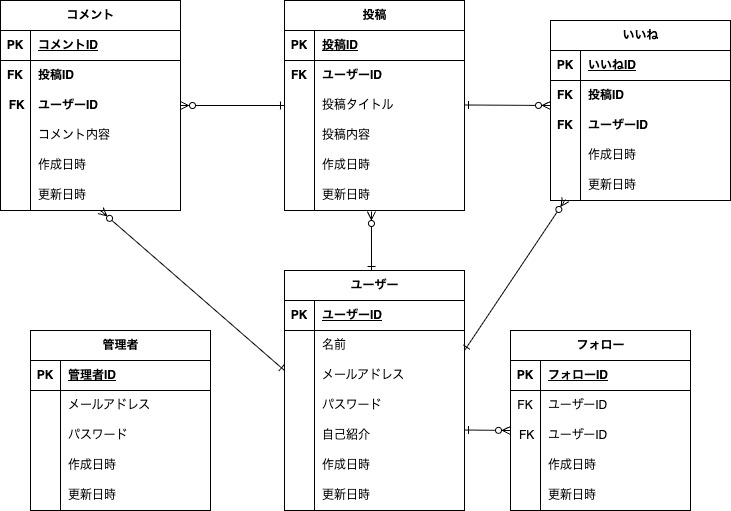 コメント
PK コメントID
FK 投稿ID
FK ユーザーID
コメント内容
作成日時
更新日時
投稿
PK 投稿ID
FK ユーザーID
投稿タイトル
投稿内容
作成日時
更新日時
いいね
PK いいねID
FK 投稿ID
FK ユーザーID
作成日時
更新日時
管理者
PK 管理者ID
メールアドレス
パスワード
作成日時
更新日時
ユーザー
PK ユーザーID
名前
メールアドレス
パスワード
自己紹介
作成日時
更新日時
フォロー
PK フォローID
FK ユーザーID
FK ユーザーID
作成日時
更新日時